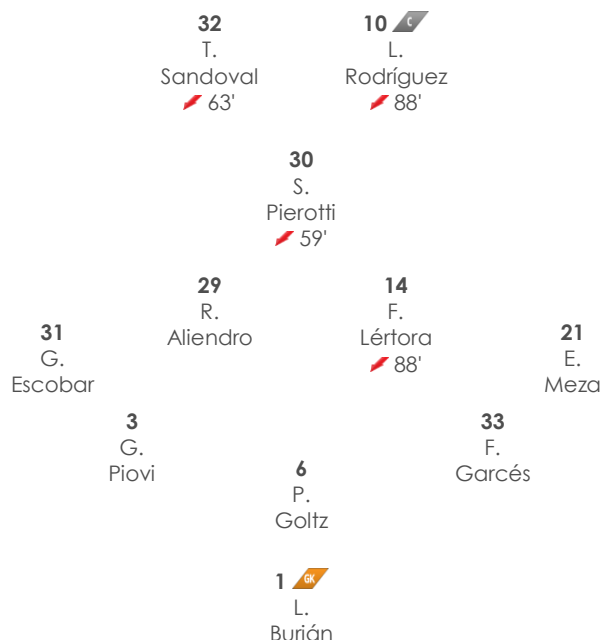 32
T.
Sandoval
63'
10 C
L.
Rodríguez
88'
30
S.
Pierotti
59'
29
R.
Aliendro
14
F.
Lértora
88'
31
G.
Escobar
21
E.
Meza
3
G.
Piovi
33
F.
Garcés
6
P.
Goltz
1 GK
L.
Burián